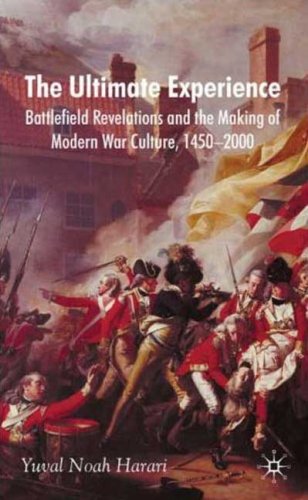 The Ultimate Experience
Battlefield Revelations and the Making of
Modern War Culture, 1450–2000
Yuval Noah Harari